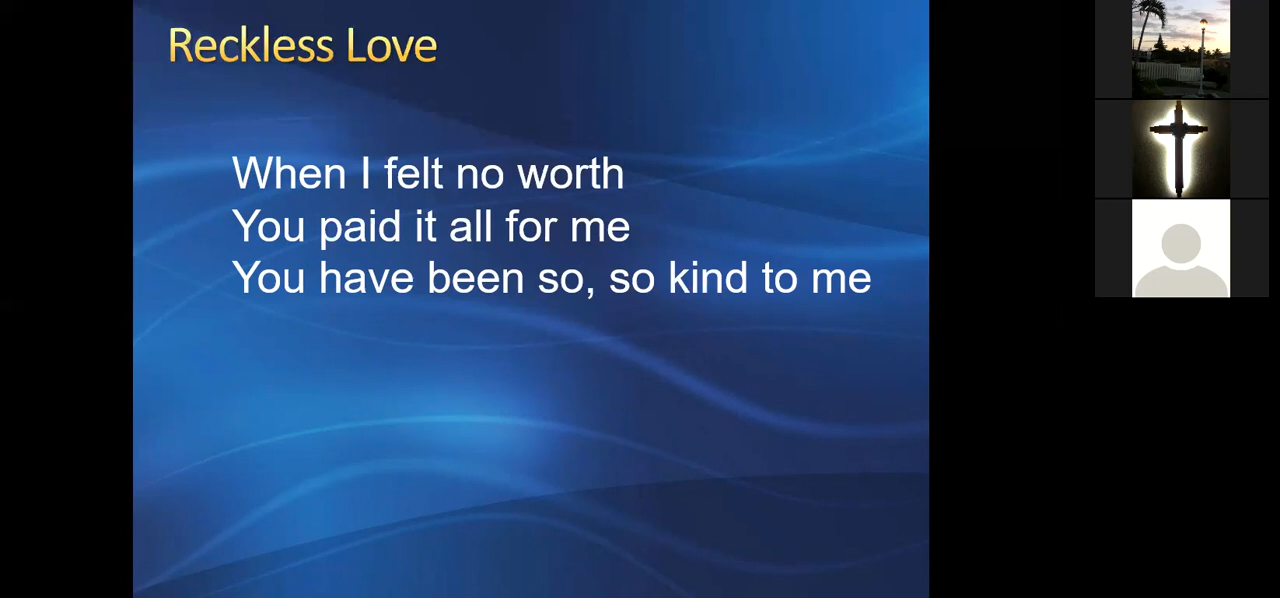 Reckless Love
When I felt no worth
You paid it all for me
You have been so, so kind to me